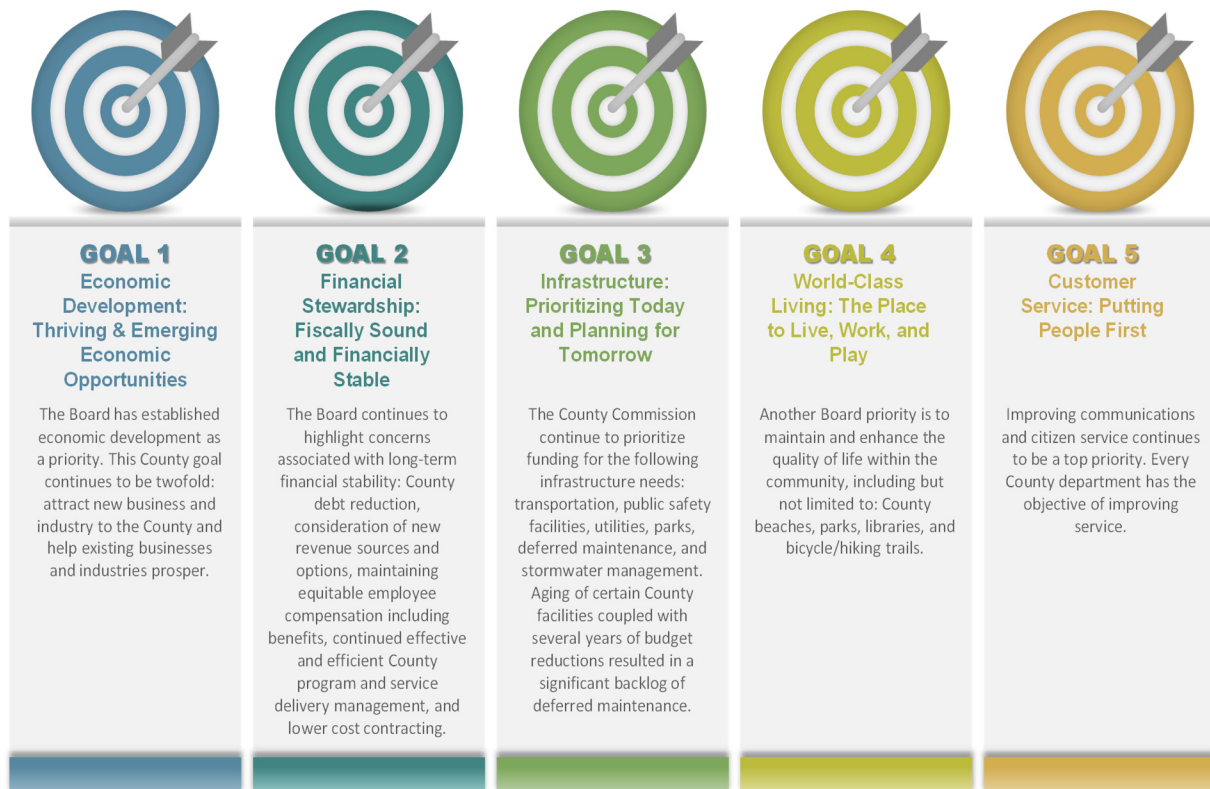 GOAL 1
Economic
Development:
Thriving & Emerging
Economic
Opportunities
The Board has established
economic development as
a priority. This County goal
continues to be twofold:
attract new business and
industry to the County and
help existing businesses
and industries prosper.
GOAL 2
Financial
Stewardship:
Fiscally Sound
and Financially
Stable
The Board continues to
highlight concerns
associated with long-term
financial stability: County
debt reduction,
consideration of new
revenue sources and
options, maintaining
equitable employee
compensation including
benefits, continued effective
and efficient County
program and service
delivery management, and
lower cost contracting.
GOAL 3
Infrastructure:
Prioritizing Today
and Planning for
Tomorrow
The County Commission
continue to prioritize
funding for the following
infrastructure needs:
transportation, public safety
facilities, utilities, parks,
deferred maintenance, and
stormwater management.
Aging of certain County
facilities coupled with
several years of budget
reductions resulted in a
significant backlog of
deferred maintenance.
GOAL 4
World-Class
Living: The Place
to Live, Work, and
Play
Another Board priority is to
maintain and enhance the
quality of life within the
community, including but
not limited to: County
beaches, parks, libraries, and
bicycle/hiking trails.
GOAL 5
Customer
Service: Putting
People First
Improving communications
and citizen service continues
to be a top priority. Every
County department has the
objective of improving
service.